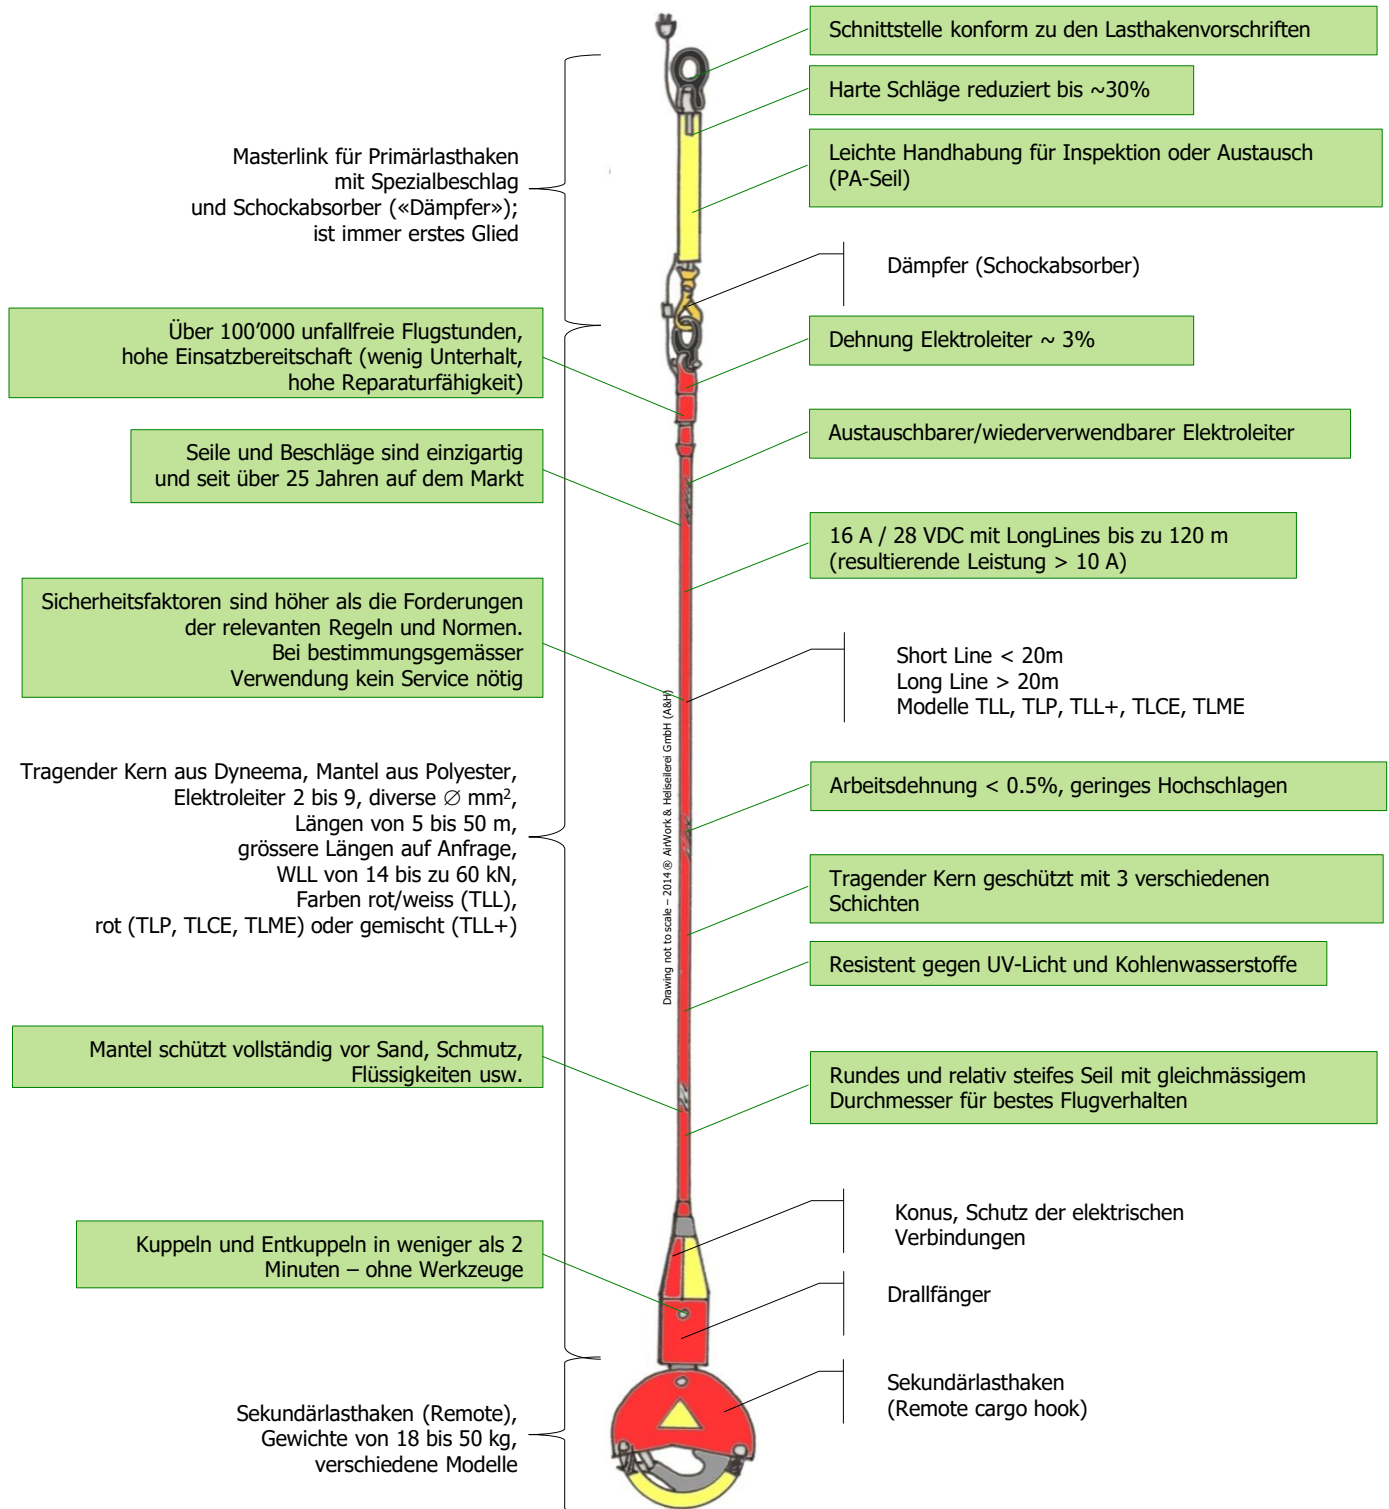 Schnittstelle konform zu den Lasthakenvorschriften
Harte Schläge reduziert bis ~30%
Leichte Handhabung für Inspektion oder Austausch
(PA-Seil)
Masterlink für Primärlasthaken
mit Spezialbeschlag
und Schockabsorber («Dämpfer»);
ist immer erstes Glied
Dämpfer (Schockabsorber)
Über 100’000 unfallfreie Flugstunden,
hohe Einsatzbereitschaft (wenig Unterhalt,
hohe Reparaturfähigkeit)
Dehnung Elektroleiter ~ 3%
Seile und Beschläge sind einzigartig
und seit über 25 Jahren auf dem Markt
Austauschbarer/wiederverwendbarer Elektroleiter
16 A / 28 VDC mit LongLines bis zu 120 m
(resultierende Leistung > 10 A)
Sicherheitsfaktoren sind höher als die Forderungen
der relevanten Regeln und Normen.
Bei bestimmungsgemässer
Verwendung kein Service nötig
Short Line < 20m
Long Line > 20m
Modelle TLL, TLP, TLL+, TLCE, TLME
Drawing not to scale – 2014 ® AirWork & Heliseilerei GmbH (A&H)
Tragender Kern aus Dyneema, Mantel aus Polyester,
Elektroleiter 2 bis 9, diverse ∅ mm²,
Längen von 5 bis 50 m,
grössere Längen auf Anfrage,
WLL von 14 bis zu 60 kN,
Farben rot/weiss (TLL),
rot (TLP, TLCE, TLME) oder gemischt (TLL+)
Arbeitsdehnung < 0.5%, geringes Hochschlagen
Tragender Kern geschützt mit 3 verschiedenen
Schichten
Resistent gegen UV-Licht und Kohlenwasserstoffe
Mantel schützt vollständig vor Sand, Schmutz,
Flüssigkeiten usw.
Rundes und relativ steifes Seil mit gleichmässigem
Durchmesser für bestes Flugverhalten
Konus, Schutz der elektrischen
Verbindungen
Kuppeln und Entkuppeln in weniger als 2
Minuten – ohne Werkzeuge
Drallfänger
Sekundärlasthaken
(Remote cargo hook)
Sekundärlasthaken (Remote),
Gewichte von 18 bis 50 kg,
verschiedene Modelle